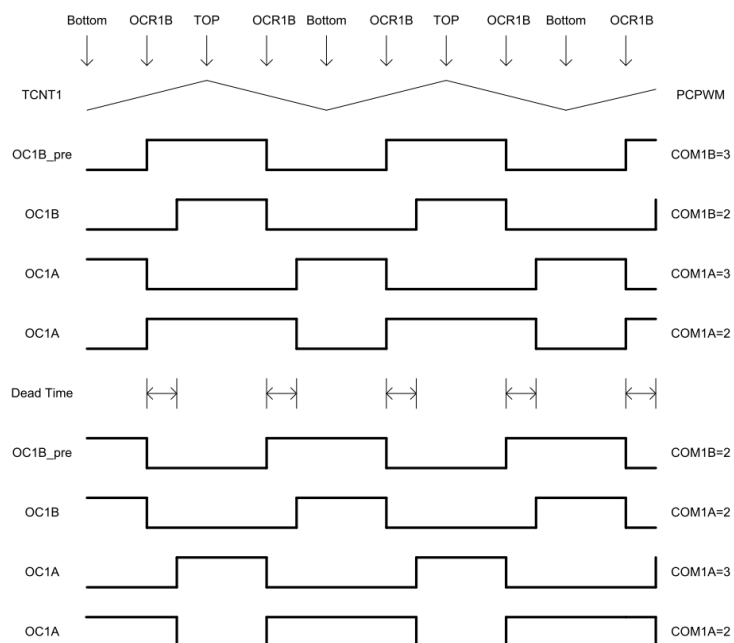 Bottom OCR1B TOP OCR1B Bottom OCR1B TOP OCR1B Bottom OCR1B
TCNT1 PCPWM
OC1B_pre COM1B=3
OC1B COM1B=2
OC1A COM1A=3
OC1A COM1A=2
Dead Time
OC1B_pre COM1B=2
OC1B COM1A=2
OC1A COM1A=3
OC1A COM1A=2